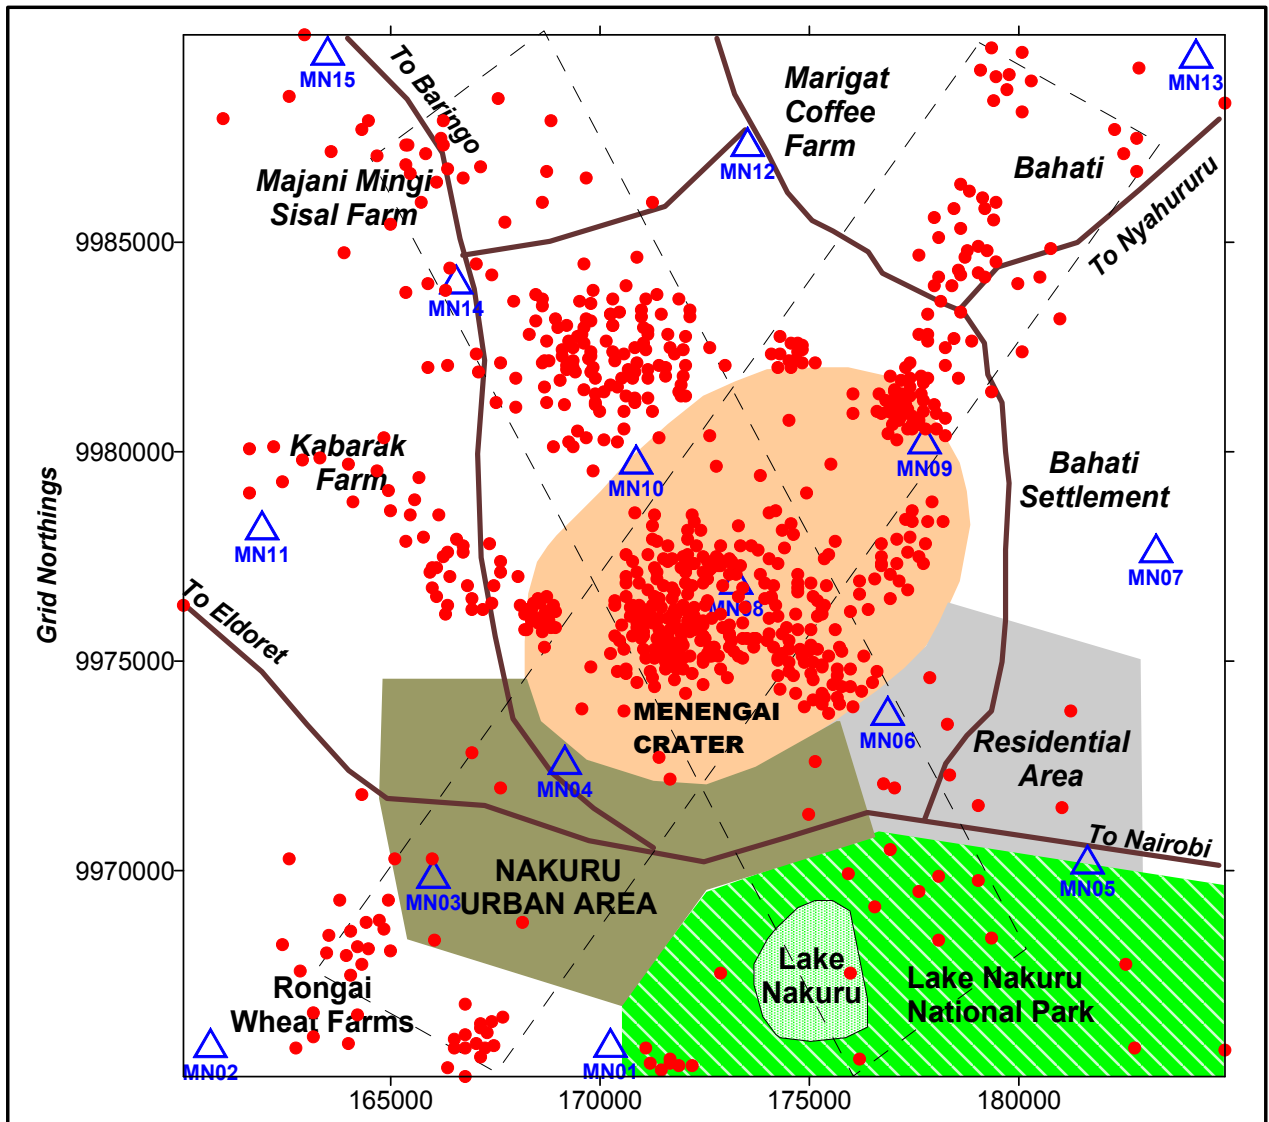 MN15
To Baringo
Marigat
Coffee
Farm
MN13
MN12
Bahati
Majani Mingi
Sisal Farm
To Nyahururu
9985000
MN14
Kabarak
Farm
9980000
MN10
MN09
Bahati
Settlement
MN11
MN07
Grid Northings
To Eldoret
MN08
9975000
MENENGAI
CRATER
MN06
Residential
Area
MN04
To Nairobi
9970000
NAKURU
URBAN AREA
MN03
MN05
Lake
Nakuru
Lake Nakuru
National Park
Rongai
Wheat Farms
MN02
MN01
165000
170000
175000
180000